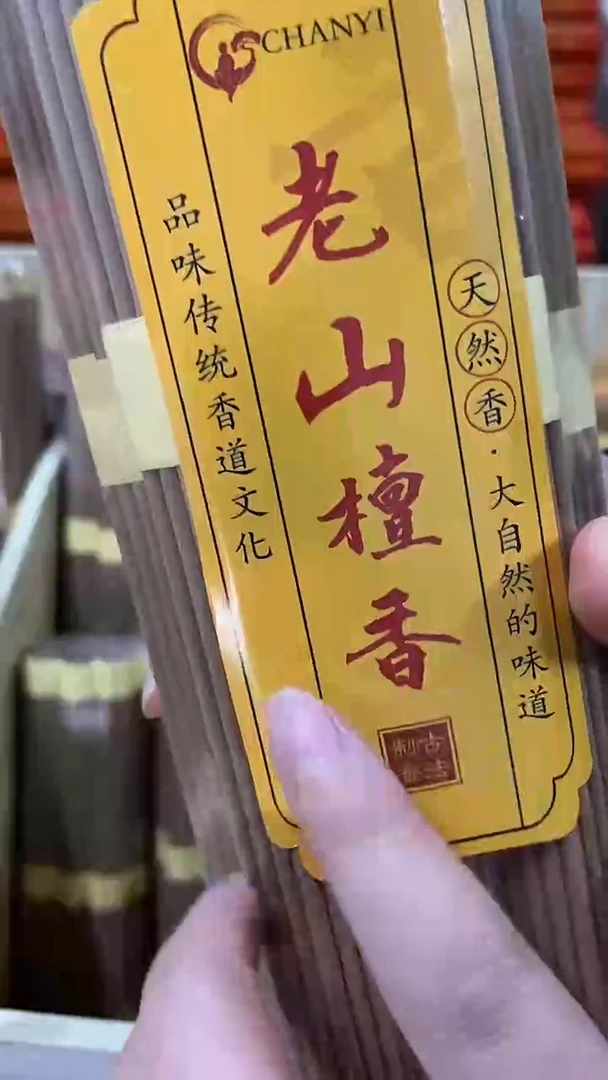 CHANYI
天然香·大自然的味道
老山檀香
品味传统香道文化
古法
制香